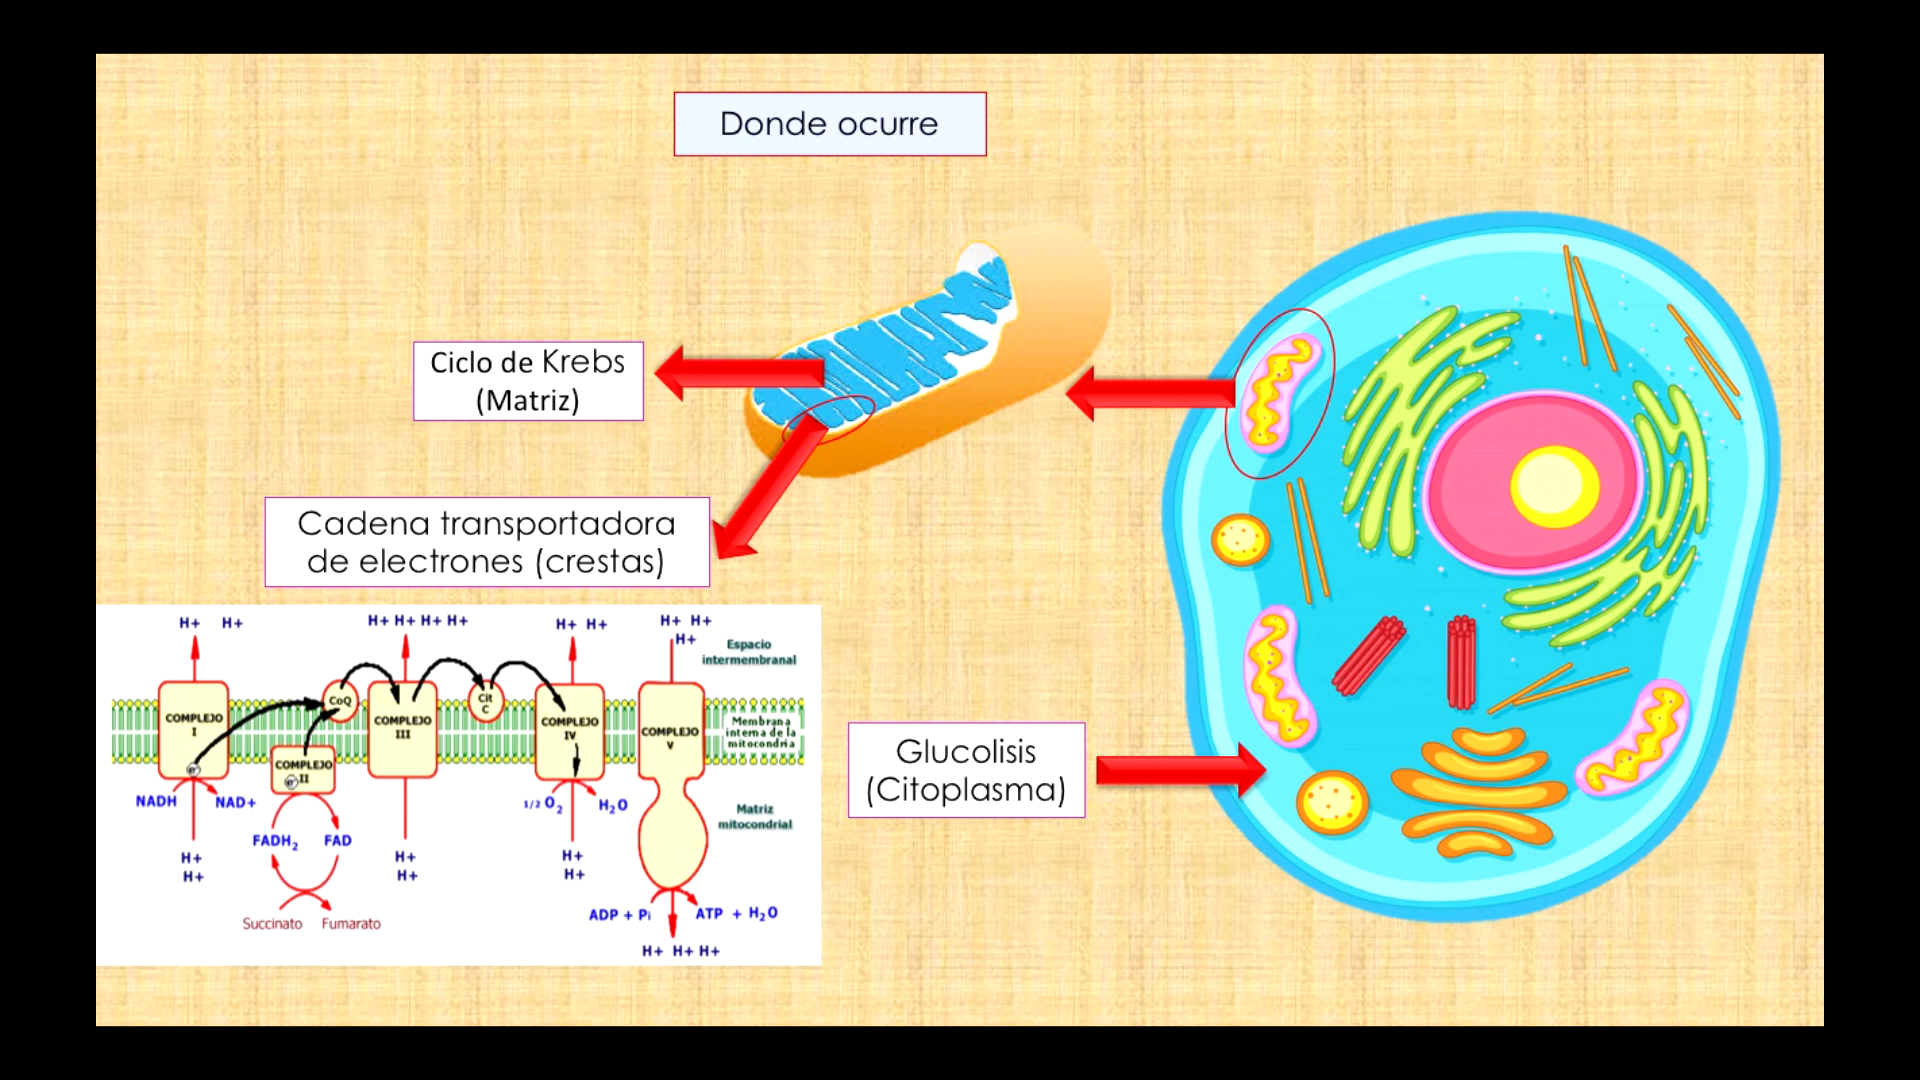 Donde ocurre
Ciclo de Krebs
(Matriz)
Cadena transportadora
de electrones (crestas)
Glucolisis
(Citoplasma)
H+ H+
H+ H+ H+ H+
H+ H+
H+ H+
H+
Espacio
intermembranal
COMPLEJO
I
CoQ
COMPLEJO
III
Cit
C
COMPLEJO
IV
COMPLEJO
V
Membrana
interna de la
mitocondria
e-
COMPLEJO
II
e-
NADH
NAD+
1/2 O2
H2O
Matriz
mitocondrial
FADH2
FAD
H+
H+
H+
H+
H+
H+
Succinato
Fumarato
ADP + Pi
ATP + H2O
H+ H+ H+